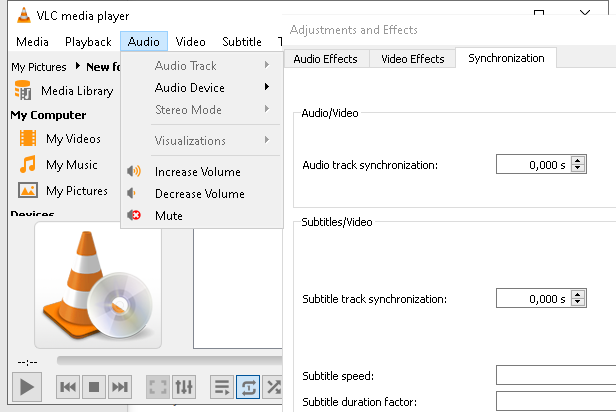 VLC media player
Media Playback Audio Video Subtitle T
My Pictures New fo
Media Library
My Computer
My Videos
My Music
My Pictures
Devices
Audio Track
Audio Device
Stereo Mode
Visualizations
Increase Volume
Decrease Volume
Mute
--:--
Adjustments and Effects
Audio Effects Video Effects Synchronization
Audio/Video
Audio track synchronization: 0,000 s
Subtitles/Video
Subtitle track synchronization: 0,000 s
Subtitle speed:
Subtitle duration factor: